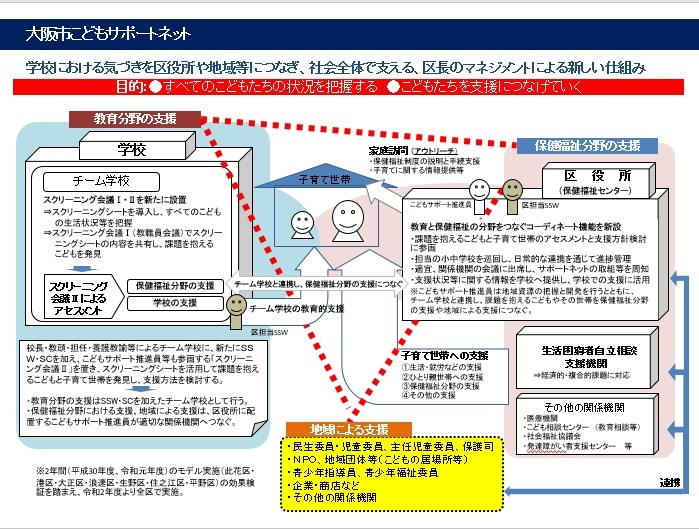 大阪市こどもサポートネット
学校における気づきを区役所や地域等につなぎ、社会全体で支える、区長のマネジメントによる新しい仕組み
目的:●すべてのこどもたちの状況を把握する ●こどもたちを支援につなげていく
教育分野の支援
学校
チーム学校
スクリーニング会議Ⅰ・Ⅱを新たに設置
⇒スクリーニングシートを導入し、すべてのこども
の生活状況等を把握
⇒スクリーニング会議Ⅰ(教職員会議)でスクリー
ニングシートの内容を共有し、課題を抱える
こどもを発見
スクリーニング
会議Ⅱによる
アセスメント
保健福祉分野の支援
学校の支援
区担当SSW
校長・教頭・担任・養護教諭等によるチーム学校に、新たにSS
W・SCを加え、こどもサポート推進員等も参画する「スクリーニ
ング会議Ⅱ」を置き、スクリーニングシートを活用して課題を抱え
るこどもと子育て世帯を発見し、支援方法を検討する。
・教育分野の支援はSSW・SCを加えたチーム学校として行う。
・保健福祉分野における支援、地域による支援は、区役所に配
置するこどもサポート推進員が適切な関係機関へつなぐ。
※2年間(平成30年度、令和元年度)のモデル実施(此花区・
港区・大正区・浪速区・生野区・住之江区・平野区)の効果検
証を踏まえ、令和2年度より全区で実施。
子育て世帯
家庭訪問(アウトリーチ)
・保健福祉制度の説明と手続支援
・子育てに関する情報提供等
チーム学校と連携し、保健福祉分野の支援につなぐ
チーム学校の教育的支援
子育て世帯への支援
①生活・就労などの支援
②ひとり親世帯への支援
③保健福祉分野の支援
④その他の支援
地域による支援
・民生委員・児童委員、主任児童委員、保護司
・NPO、地域団体等(こどもの居場所等)
・青少年指導員、青少年福祉委員
・企業・商店など
・その他の関係機関
保健福祉分野の支援
区 役 所
(保健福祉センター)
こどもサポート推進員
区担当SSW
教育と保健福祉の分野をつなぐコーディネート機能を新設
・課題を抱えるこどもと子育て世帯のアセスメントと支援方針検討
に参画
・担当の小中学校を巡回し、日常的な連携を通じて進捗管理
・適宜、関係機関の会議に出席し、サポートネットの取組等を周知
・支援状況等に関する情報を学校へ提供し、学校での支援に活用
※こどもサポート推進員は地域資源の把握と開発を行うとともに、
チーム学校と連携し、課題を抱えるこどもやその世帯を保健福祉分野
の支援や地域による支援につなぐ。
生活困窮者自立相談
支援機関
⇒経済的・複合的課題に対応
その他の関係機関
・医療機関
・こども相談センター(教育相談等)
・社会福祉協議会
・発達障がい者支援センター 等
連携